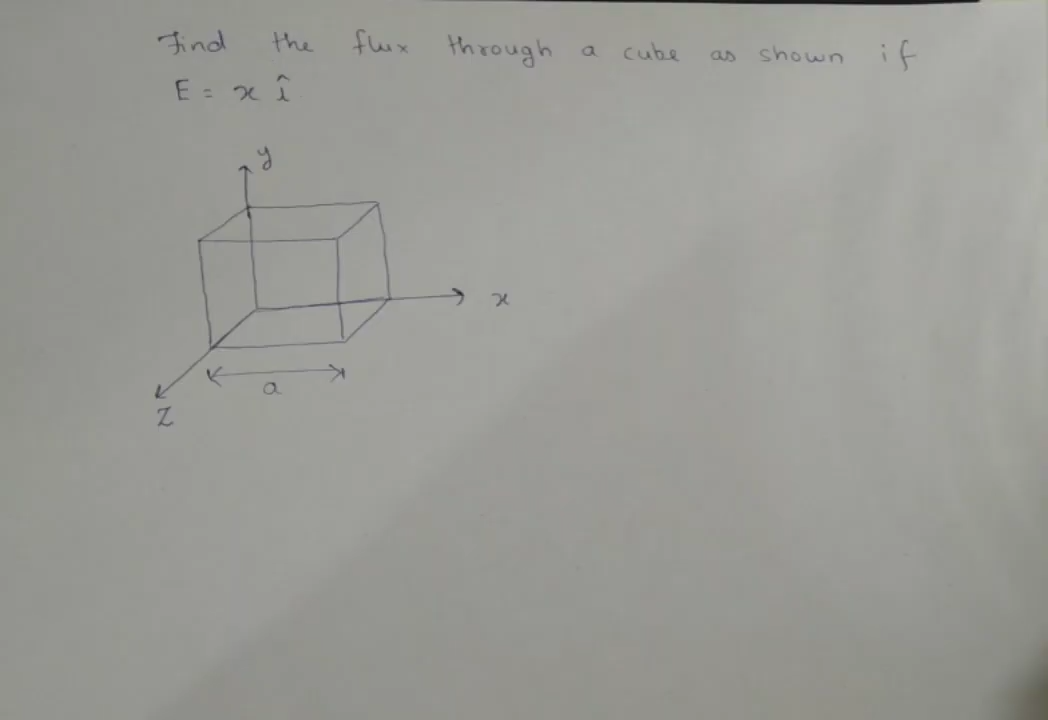 Find the flux through a cube as shown if
E = x î
y
x
a
Z